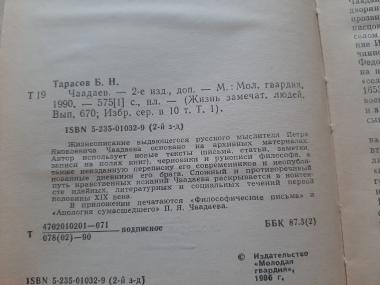 Тарасов Б. Н.
Т 19
Чаадаев. — 2-е изд., доп. — М.: Мол. гвардия,
1990. — 575[1] с., ил. — (Жизнь замечат. людей.
Вып. 670; Избр. сер. в 10 т. Т. 1).
ISBN 5-235-01032-9 (2-й з-д)
Жизнеописание выдающегося русского мыслителя Петра
Яковлевича Чаадаева основано на архивных материалах.
Автор использует новые тексты письма, статьи, заметки,
записи на полях книг), черновики и рукописи философа, а
также неизданную переписку его современников и неопубли-
кованные дневники его брата. Сложный и противоречивый
путь нравственных исканий Чаадаева раскрывается в контек-
сте идейных, литературных и социальных течений первой
половины XIX века.
В приложении печатаются «Философические письма» и
«Апология сумасшедшего» П. Я. Чаадаева.
Т 4702010201—071
078(02)—90 подписное
ББК 87.3(2)
ISBN 5-235-01032-9 (2-й з-д)
© Издательство
«Молодая
гвардия»,
1986 г.